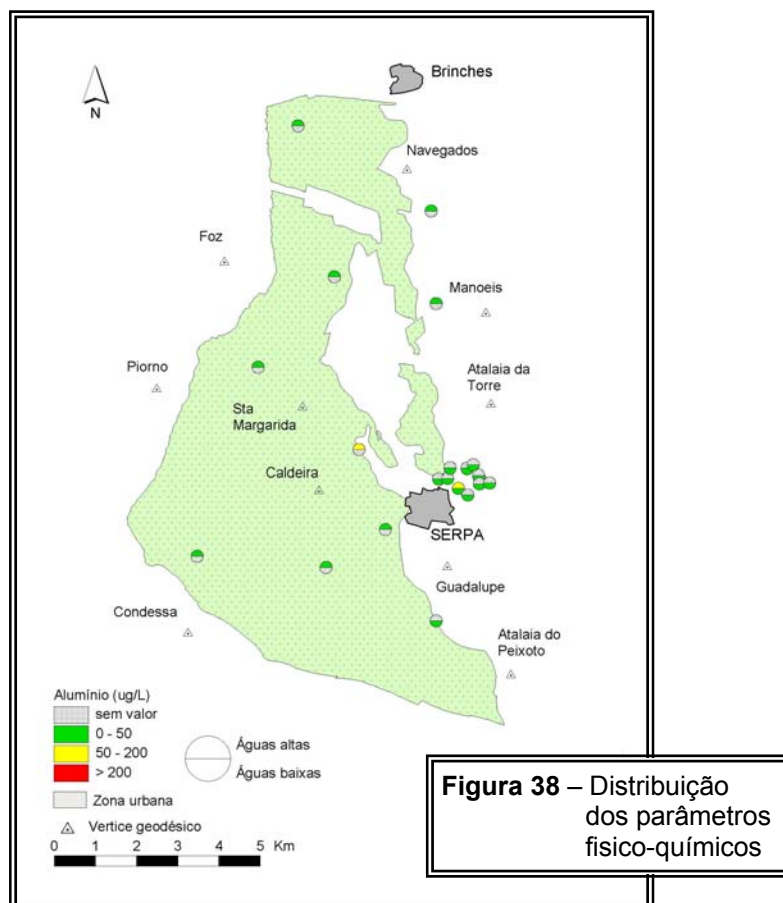 Brinches
N
Navegados
Foz
Manoeis
Piorno
Atalaia da
Torre
Sta
Margarida
Caldeira
SERPA
Guadalupe
Condessa
Atalaia do
Peixoto
Alumínio (ug/L)
sem valor
0 - 50
50 - 200
> 200
Águas altas
Águas baixas
Zona urbana
Vertice geodésico
0 1 2 3 4 5 Km
Figura 38 – Distribuição
dos parâmetros
fisico-químicos